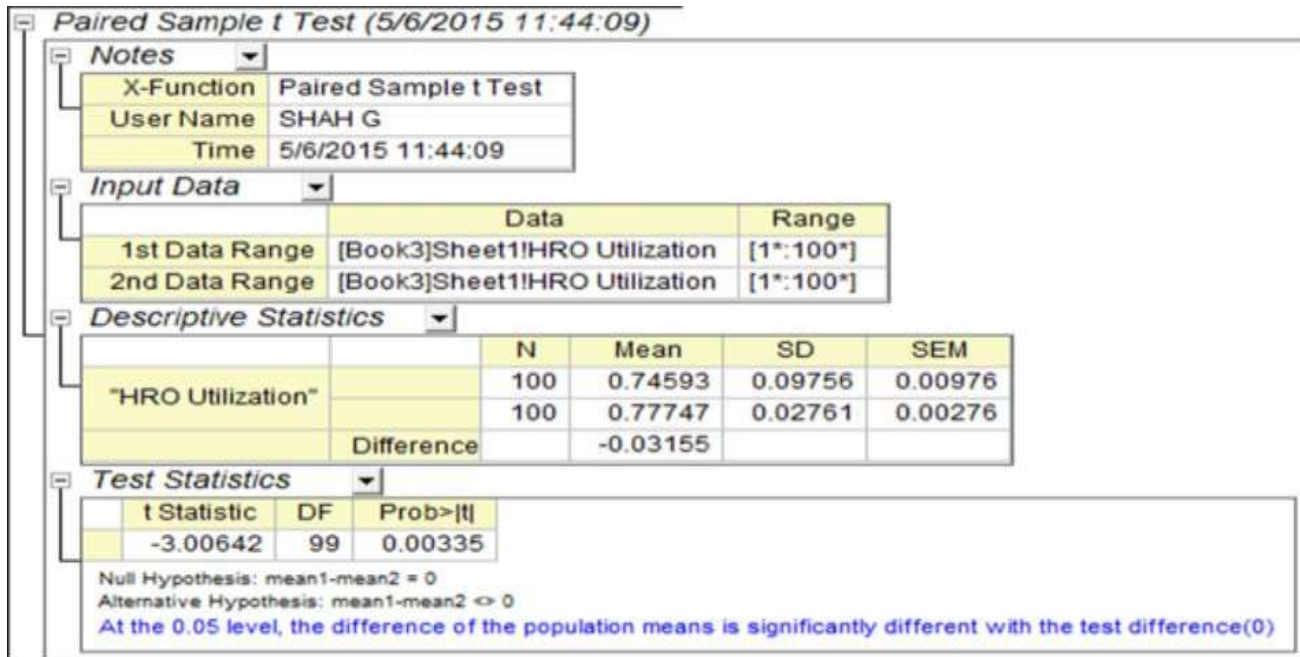 Paired Sample t Test (5/6/2015 11:44:09)
Notes
X-Function Paired Sample t Test
User Name SHAH G
Time 5/6/2015 11:44:09
Input Data
Data Range
1st Data Range [Book3]Sheet1!HRO Utilization [1*:100*]
2nd Data Range [Book3]Sheet1!HRO Utilization [1*:100*]
Descriptive Statistics
N Mean SD SEM
"HRO Utilization" 100 0.74593 0.09756 0.00976
100 0.77747 0.02761 0.00276
Difference -0.03155
Test Statistics
t Statistic DF Prob>|t|
-3.00642 99 0.00335
Null Hypothesis: mean1-mean2 = 0
Alternative Hypothesis: mean1-mean2 <> 0
At the 0.05 level, the difference of the population means is significantly different with the test difference(0)